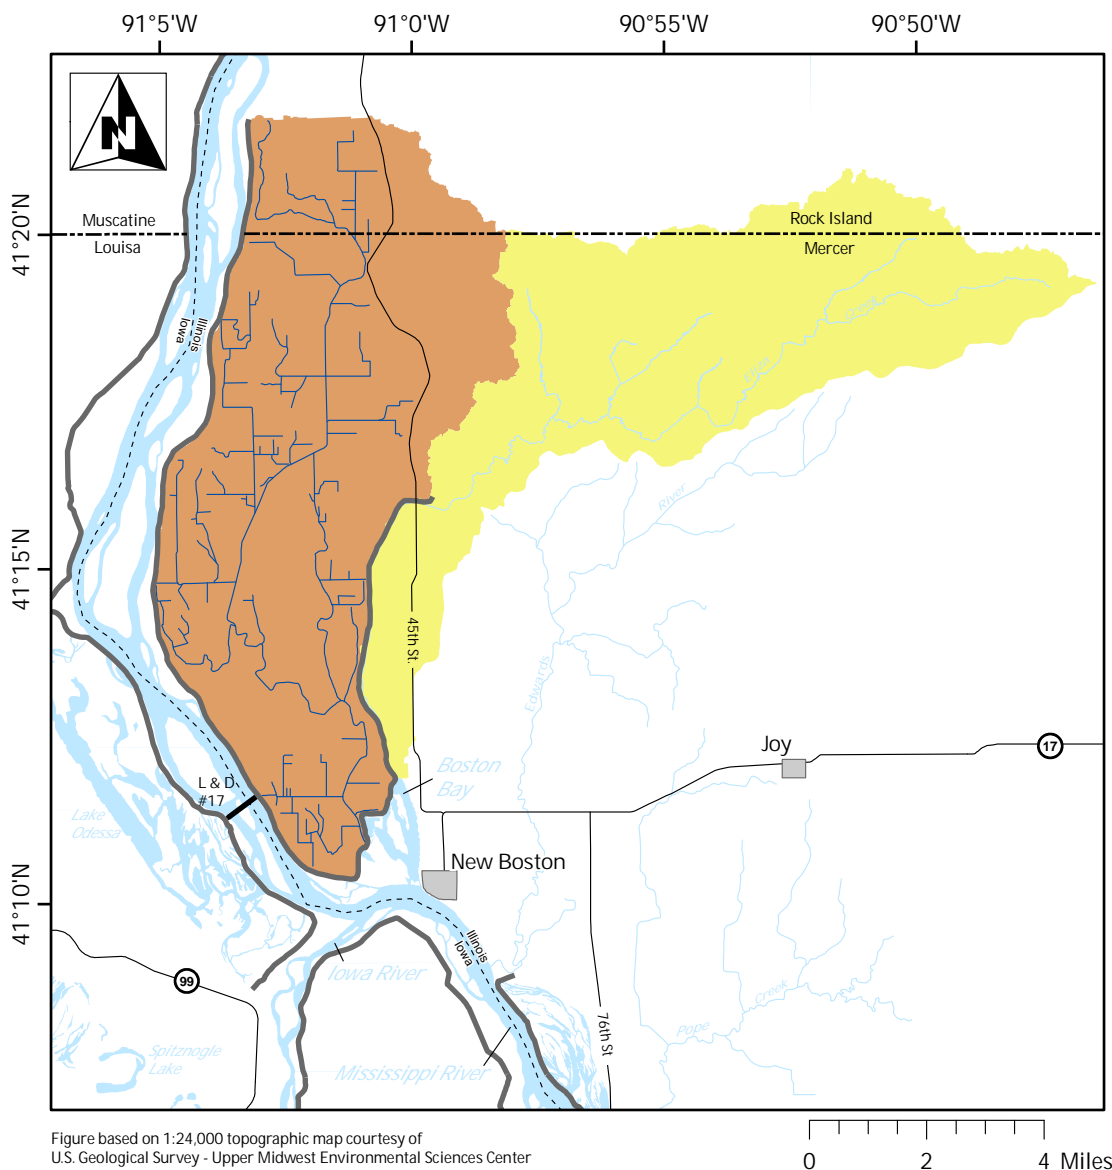 91°5'W
91°0'W
90°55'W
90°50'W
N
41°20'N
Muscatine
Louisa
Rock Island
Mercer
Illinois
Iowa
Eliza
Creek
River
41°15'N
45th St.
Edwards
Joy
17
Boston
Bay
L & D
#17
Lake
Odessa
New Boston
41°10'N
Illinois
Iowa
Iowa River
99
Creek
Pope
76th St
Spitznogle
Lake
Mississippi River
Figure based on 1:24,000 topographic map courtesy of
U.S. Geological Survey - Upper Midwest Environmental Sciences Center
0
2
4 Miles